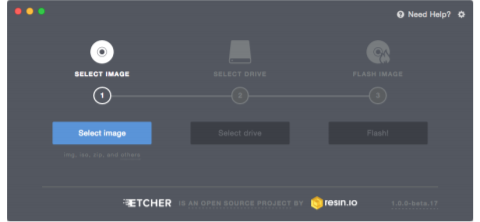 Need Help?
SELECT IMAGE
SELECT DRIVE
FLASH IMAGE
1
2
3
Select image
Select drive
Flash!
img, iso, zip, and others
ETCHER IS AN OPEN SOURCE PROJECT BY resin.io 1.0.0-beta.17